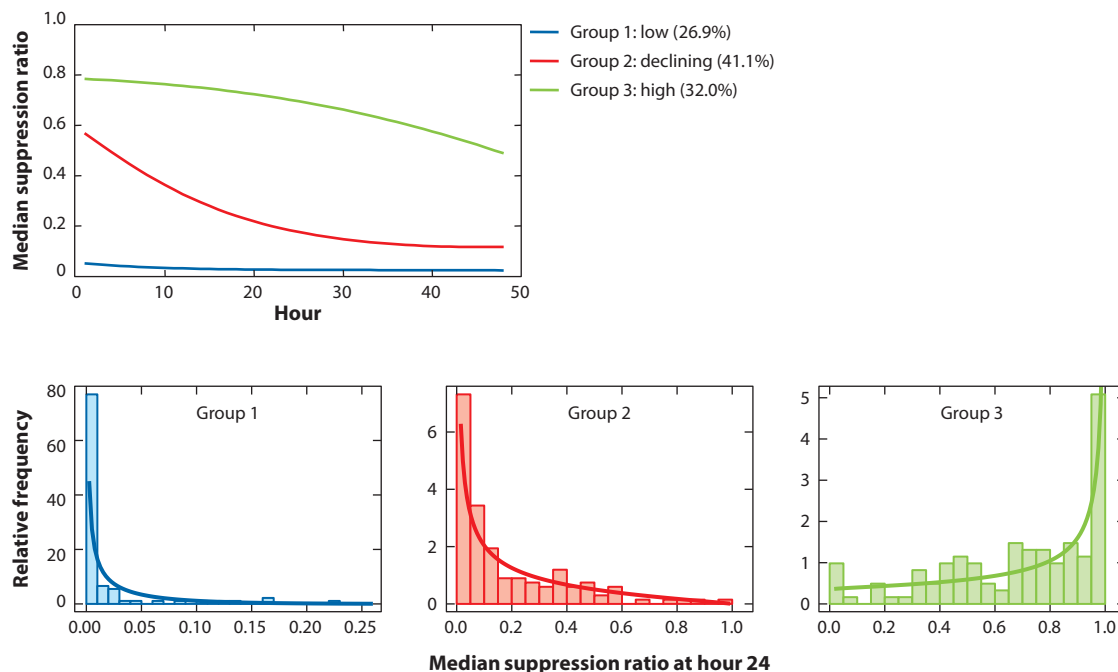 Median suppression ratio
1.0
0.8
0.6
0.4
0.2
0
0 10 20 30 40 50
Hour
Group 1: low (26.9%)
Group 2: declining (41.1%)
Group 3: high (32.0%)
Relative frequency
80
60
40
20
0
Group 1
0.00 0.05 0.10 0.15 0.20 0.25
6
4
2
0
Group 2
0.0 0.2 0.4 0.6 0.8 1.0
5
4
3
2
1
0
Group 3
0.0 0.2 0.4 0.6 0.8 1.0
Median suppression ratio at hour 24